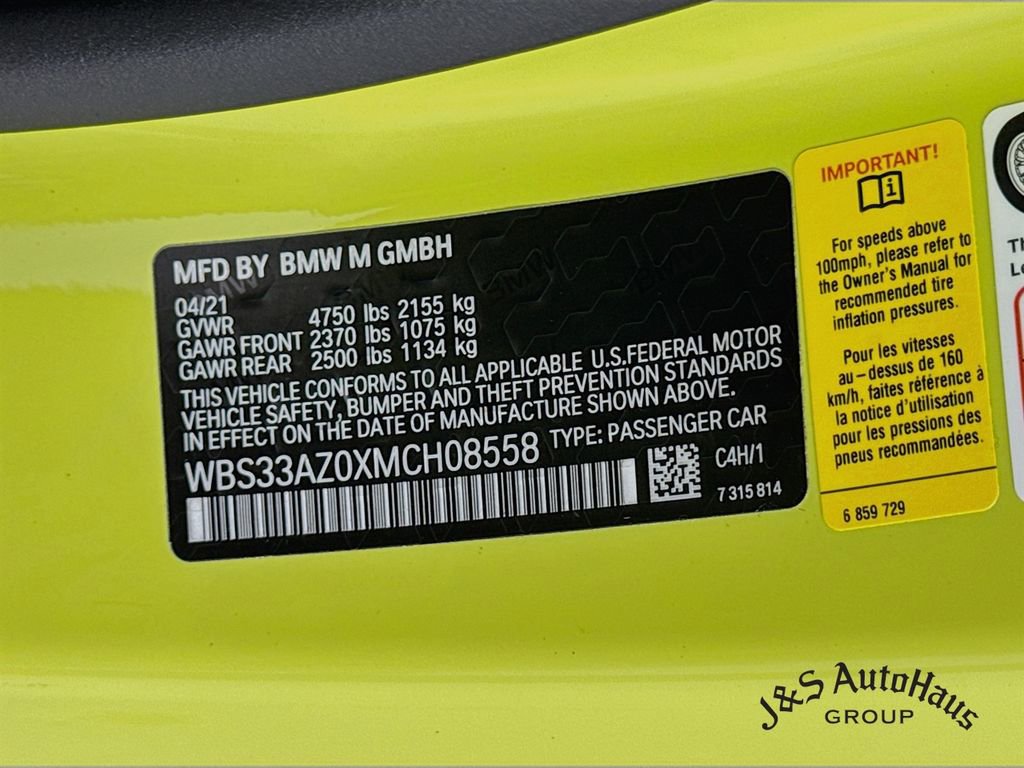 MFD BY BMW M GMBH
04/21
GVWR 4750 lbs 2155 kg
GAWR FRONT 2370 lbs 1075 kg
GAWR REAR 2500 lbs 1134 kg
THIS VEHICLE CONFORMS TO ALL APPLICABLE U.S.FEDERAL MOTOR
VEHICLE SAFETY, BUMPER AND THEFT PREVENTION STANDARDS
IN EFFECT ON THE DATE OF MANUFACTURE SHOWN ABOVE.
WBS33AZ0XMCH08558 TYPE: PASSENGER CAR
C4H/1
7 315 814
IMPORTANT!
For speeds above
100mph, please refer to
the Owner's Manual for
recommended tire
inflation pressures.
Pour les vitesses
au-dessus de 160
km/h, faites référence à
la notice d'utilisation
pour les pressions des
pneus recommandées.
6 859 729
J&S AutoHaus
GROUP